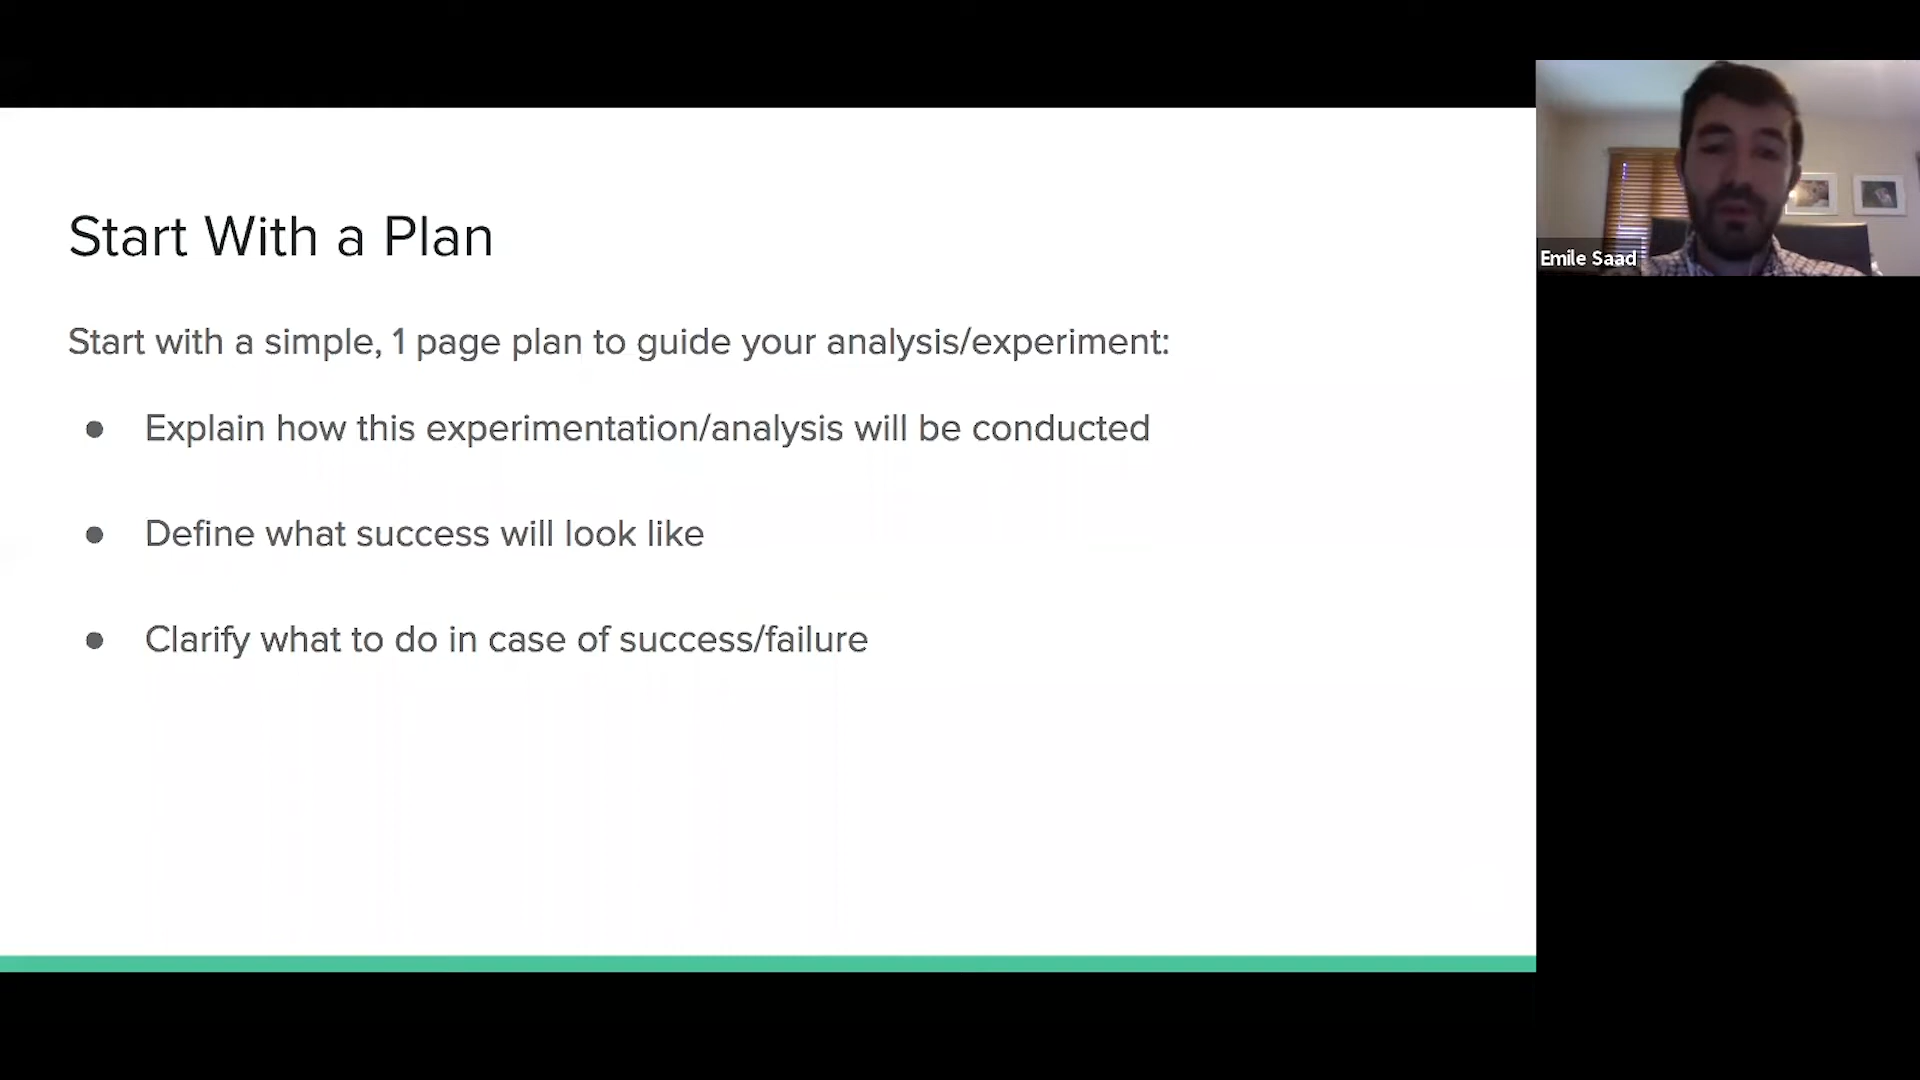 Start With a Plan
Start with a simple, 1 page plan to guide your analysis/experiment:
● Explain how this experimentation/analysis will be conducted
● Define what success will look like
● Clarify what to do in case of success/failure
Emile Saad